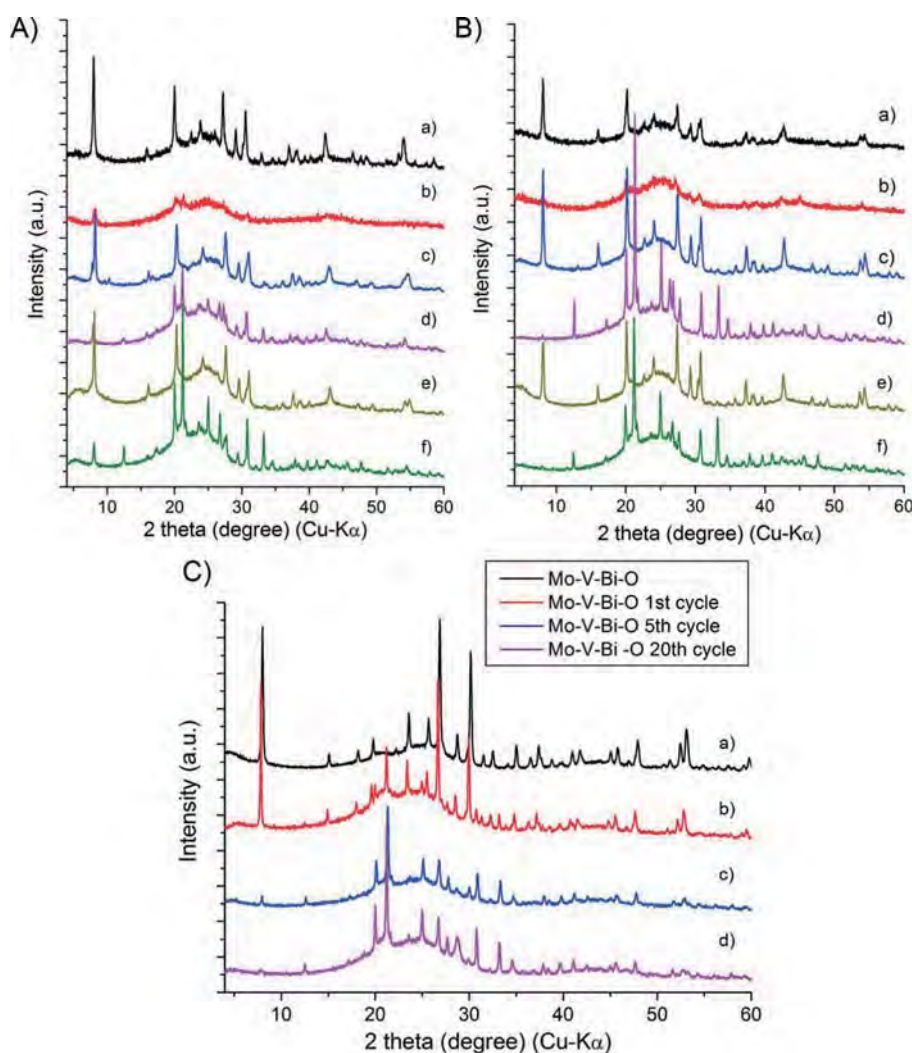 A)
a)
b)
c)
d)
e)
f)
Intensity (a.u.)
10 20 30 40 50 60
2 theta (degree) (Cu-Kα)
B)
a)
b)
c)
d)
e)
f)
Intensity (a.u.)
10 20 30 40 50 60
2 theta (degree) (Cu-Kα)
C)
Mo-V-Bi-O
Mo-V-Bi-O 1st cycle
Mo-V-Bi-O 5th cycle
Mo-V-Bi -O 20th cycle
a)
b)
c)
d)
Intensity (a.u.)
10 20 30 40 50 60
2 theta (degree) (Cu-Kα)